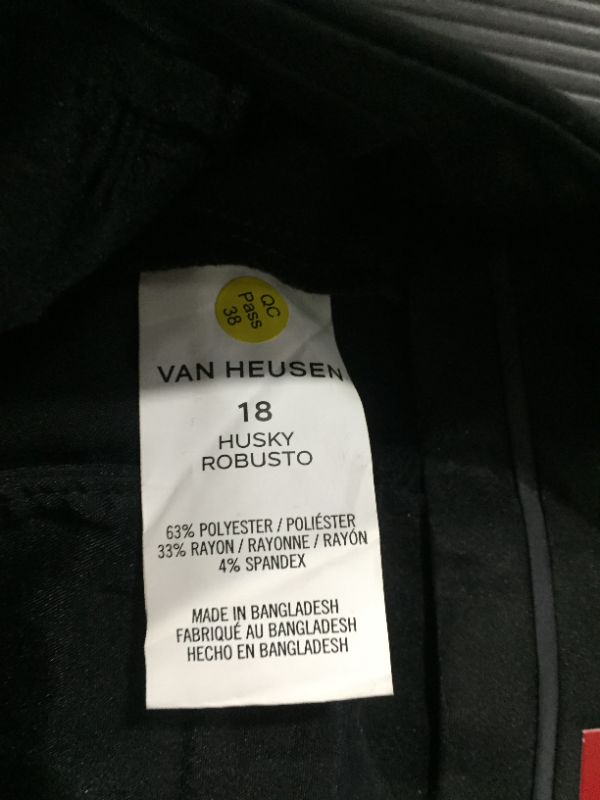 QC
Pass
38
VAN HEUSEN
18
HUSKY
ROBUSTO
63% POLYESTER / POLIÉSTER
33% RAYON / RAYONNE / RAYÓN
4% SPANDEX
MADE IN BANGLADESH
FABRIQUÉ AU BANGLADESH
HECHO EN BANGLADESH